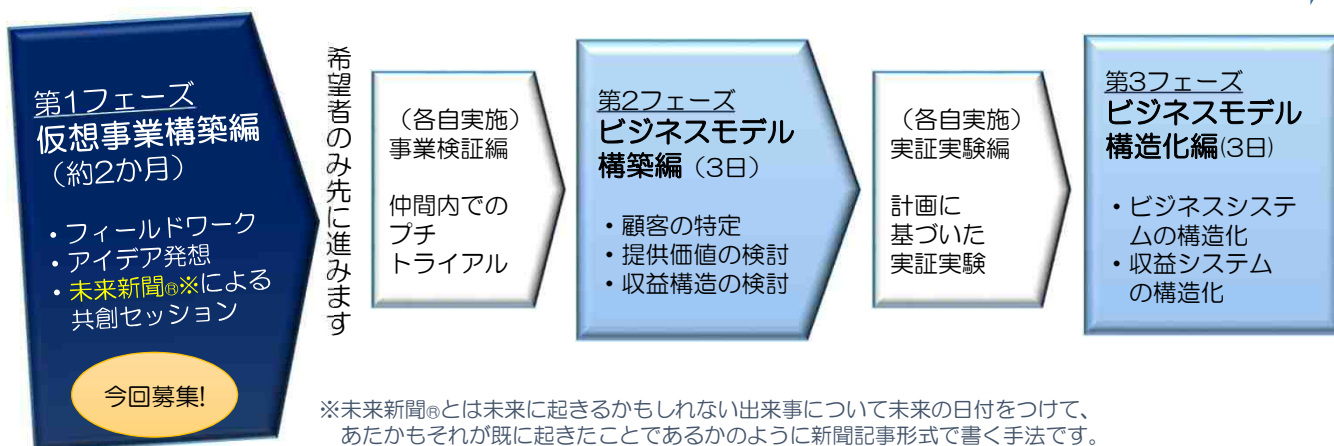 第1フェーズ
仮想事業構築編
（約2か月）
・フィールドワーク
・アイデア発想
・未来新聞®※による
共創セッション
今回募集!
希望者のみ先に進みます
（各自実施）
事業検証編
仲間内での
プチ
トライアル
第2フェーズ
ビジネスモデル
構築編（3日）
・顧客の特定
・提供価値の検討
・収益構造の検討
（各自実施）
実証実験編
計画に
基づいた
実証実験
第3フェーズ
ビジネスモデル
構造化編(3日)
・ビジネスシステ
ムの構造化
・収益システム
の構造化
※未来新聞®とは未来に起きるかもしれない出来事について未来の日付をつけて、
あたかもそれが既に起きたことであるかのように新聞記事形式で書く手法です。